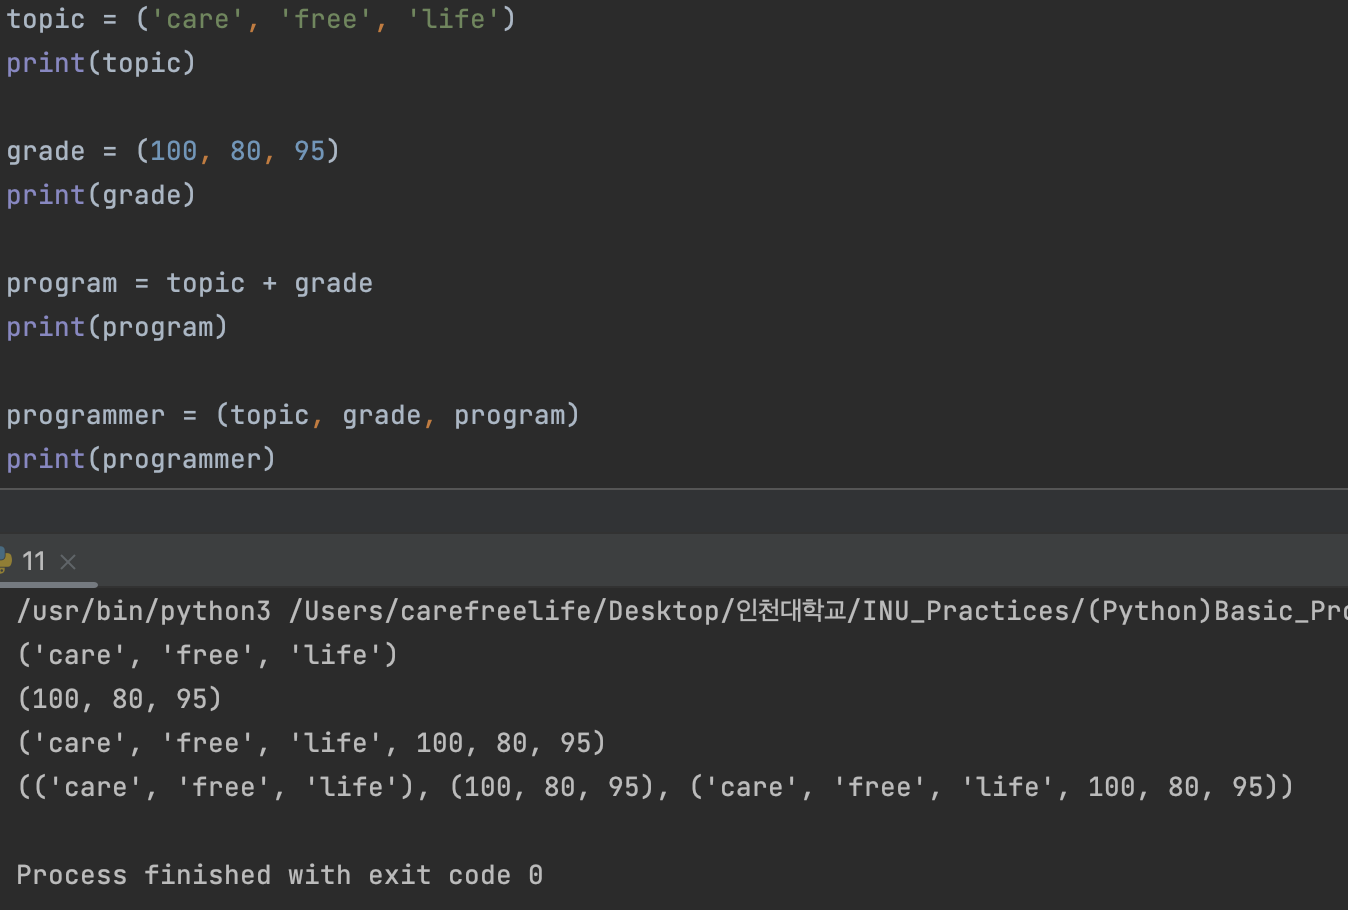 topic = ('care', 'free', 'life')
print(topic)
grade = (100, 80, 95)
print(grade)
program = topic + grade
print(program)
programmer = (topic, grade, program)
print(programmer)
11
/usr/bin/python3 /Users/carefreelife/Desktop/인천대학교/INU_Practices/(Python)Basic_Pro
('care', 'free', 'life')
(100, 80, 95)
('care', 'free', 'life', 100, 80, 95)
(('care', 'free', 'life'), (100, 80, 95), ('care', 'free', 'life', 100, 80, 95))
Process finished with exit code 0